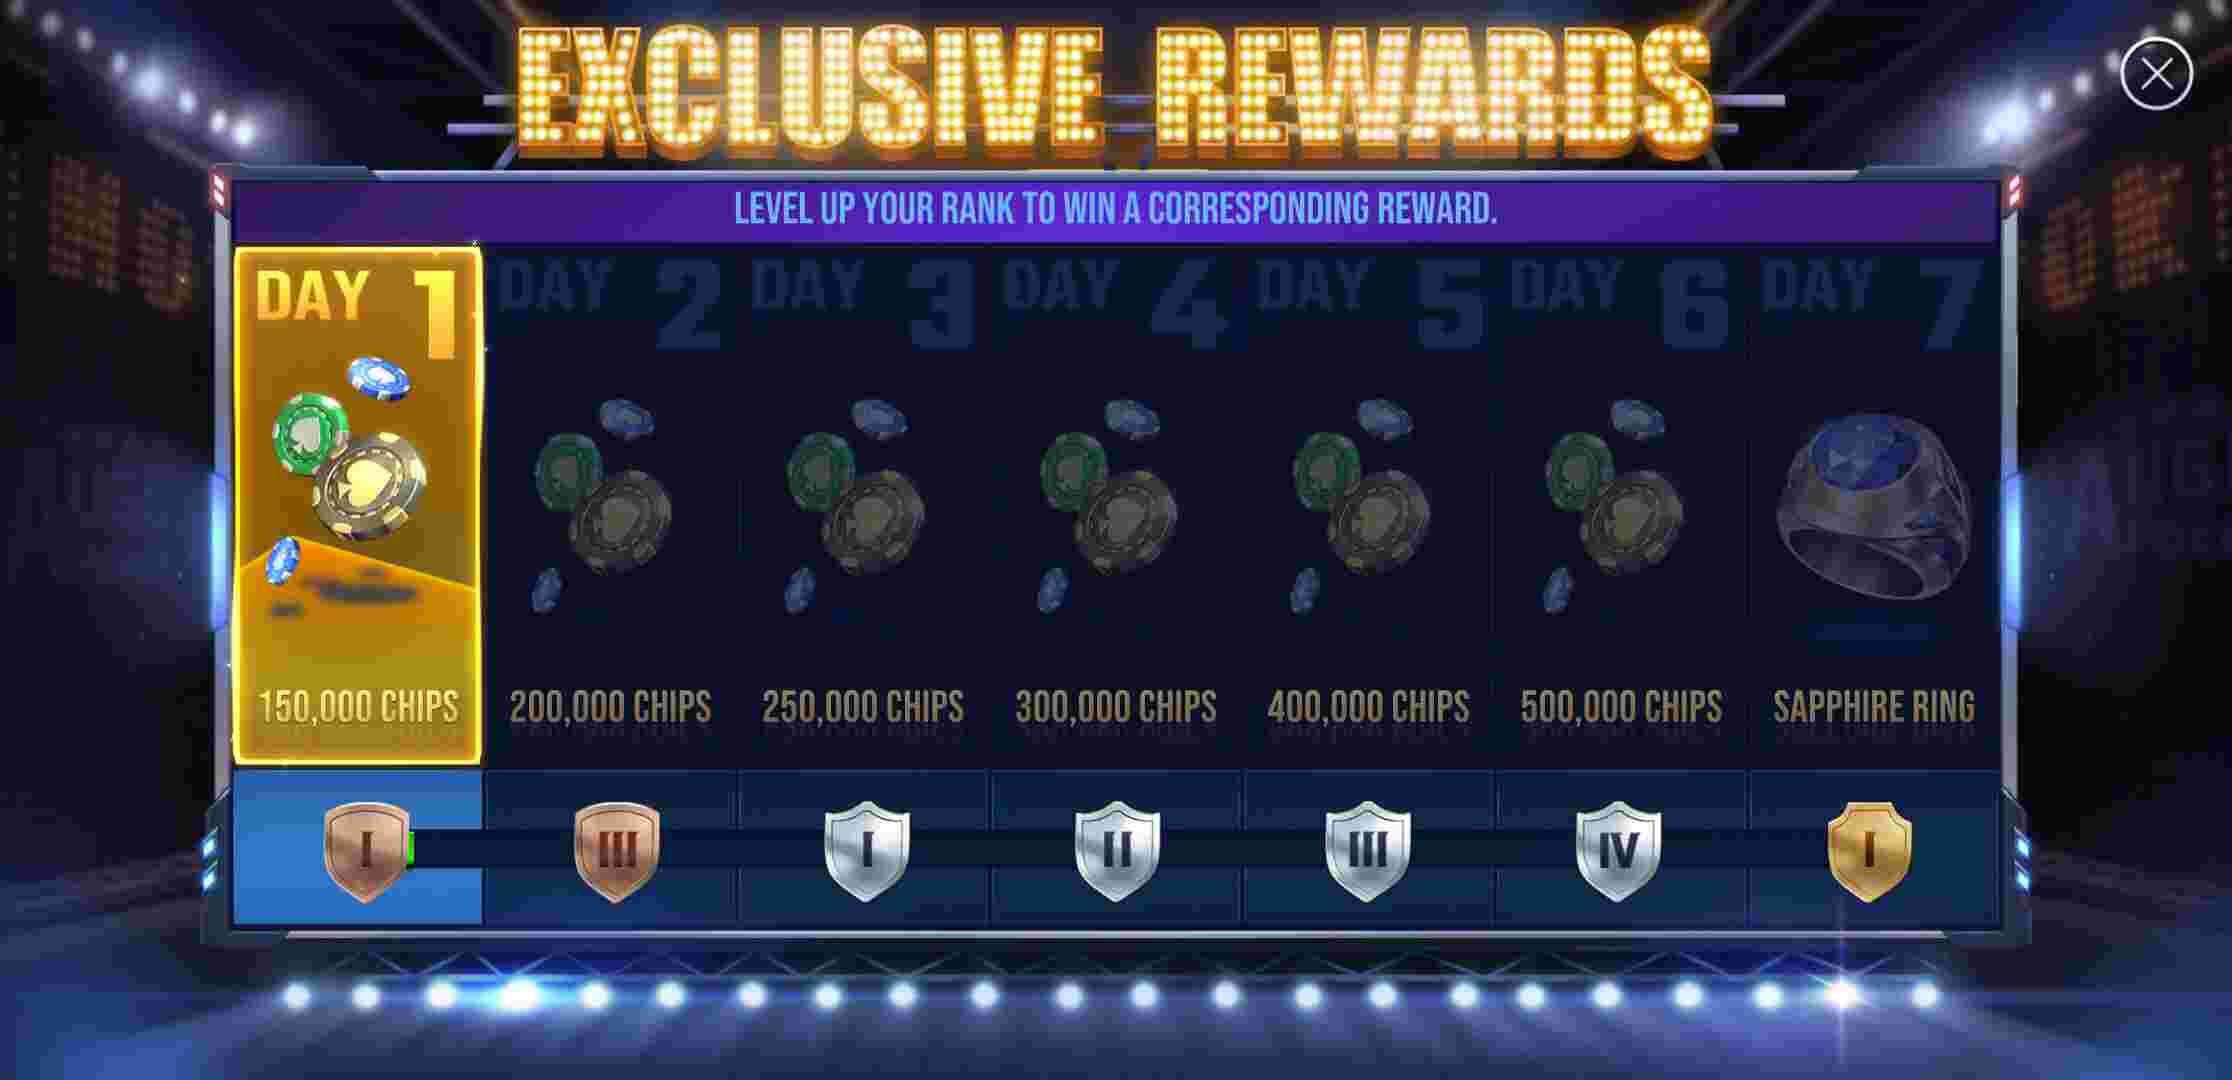 EXCLUSIVE REWARDS
LEVEL UP YOUR RANK TO WIN A CORRESPONDING REWARD.
DAY 1
DAY 2
DAY 3
DAY 4
DAY 5
DAY 6
DAY 7
150,000 CHIPS
200,000 CHIPS
250,000 CHIPS
300,000 CHIPS
400,000 CHIPS
500,000 CHIPS
SAPPHIRE RING
I
III
I
II
III
IV
I